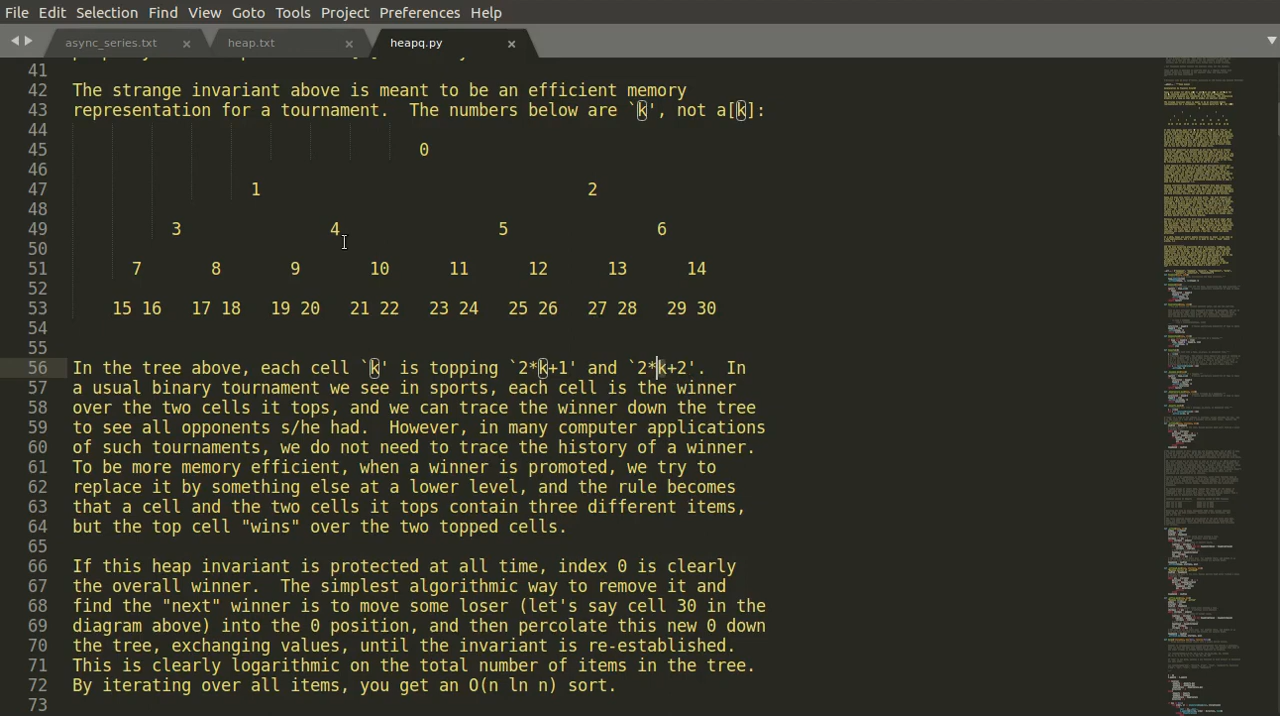 File Edit Selection Find View Goto Tools Project Preferences Help
async_series.txt × heap.txt × heapq.py ×
41
42 The strange invariant above is meant to be an efficient memory
43 representation for a tournament.  The numbers below are `k', not a[k]:
44
45 0
46
47 1 2
48
49 3 4 5 6
50
51 7 8 9 10 11 12 13 14
52
53 15 16 17 18 19 20 21 22 23 24 25 26 27 28 29 30
54
55
56 In the tree above, each cell `k' is topping `2*k+1' and `2*k+2'.  In
57 a usual binary tournament we see in sports, each cell is the winner
58 over the two cells it tops, and we can trace the winner down the tree
59 to see all opponents s/he had.  However, in many computer applications
60 of such tournaments, we do not need to trace the history of a winner.
61 To be more memory efficient, when a winner is promoted, we try to
62 replace it by something else at a lower level, and the rule becomes
63 that a cell and the two cells it tops contain three different items,
64 but the top cell "wins" over the two topped cells.
65
66 If this heap invariant is protected at all time, index 0 is clearly
67 the overall winner.  The simplest algorithmic way to remove it and
68 find the "next" winner is to move some loser (let's say cell 30 in the
69 diagram above) into the 0 position, and then percolate this new 0 down
70 the tree, exchanging values, until the invariant is re-established.
71 This is clearly logarithmic on the total number of items in the tree.
72 By iterating over all items, you get an O(n ln n) sort.
73